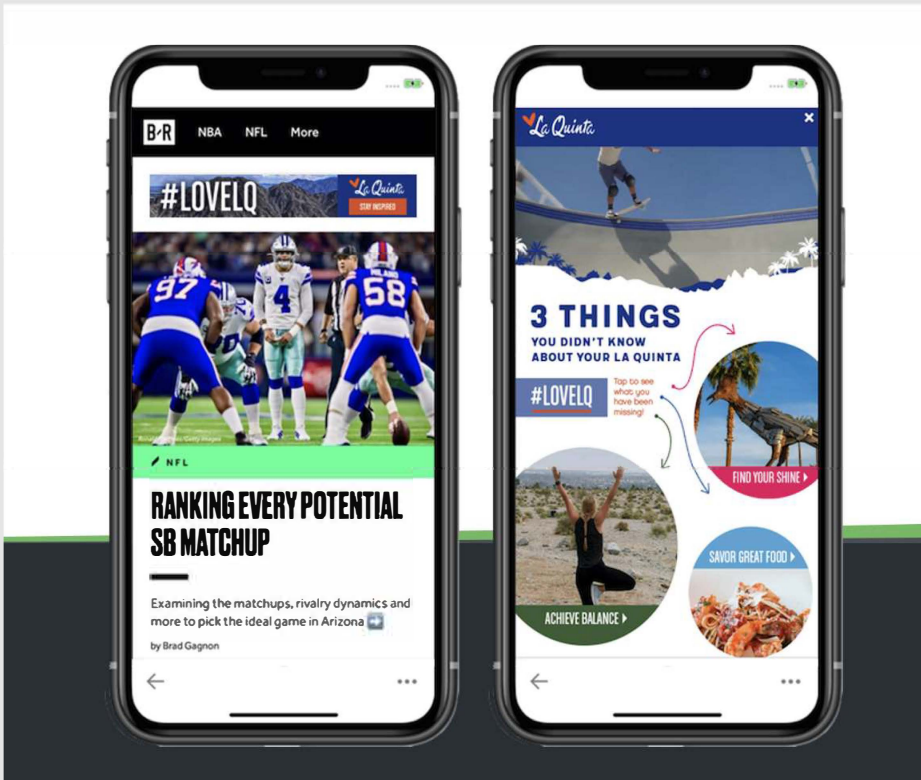 B/R NBA NFL More
#LOVELQ
La Quinta
STAY INSPIRED
97
4
MILANO
58
Getty Images
NFL
RANKING EVERY POTENTIAL
SB MATCHUP
Examining the matchups, rivalry dynamics and
more to pick the ideal game in Arizona ➡️
by Brad Gagnon
La Quinta
3 THINGS
YOU DIDN'T KNOW
ABOUT YOUR LA QUINTA
#LOVELQ
Tap to see
what you
have been
missing!
FIND YOUR SHINE
SAVOR GREAT FOOD
ACHIEVE BALANCE